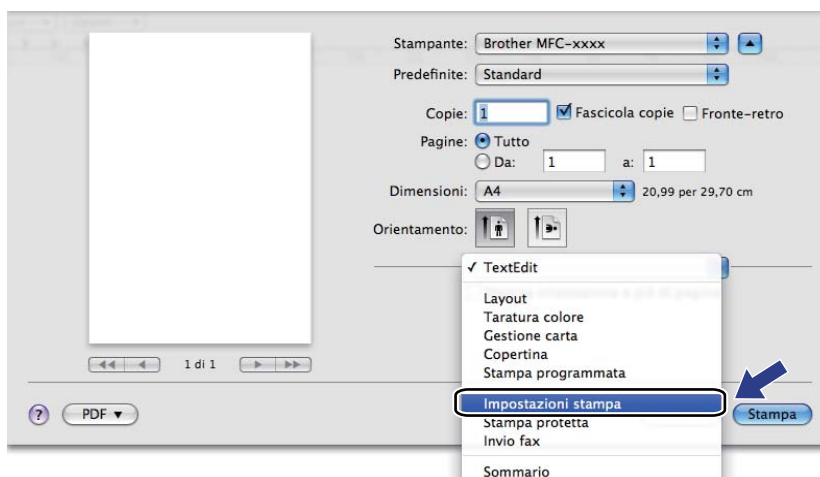 Stampante: Brother MFC-xxxx
Predefinite: Standard
Copie: 1 Fascicola copie Fronte-retro
Pagine: Tutto
Da: 1 a: 1
Dimensioni: A4 20,99 per 29,70 cm
Orientamento:
✓ TextEdit
Layout
Taratura colore
Gestione carta
Copertina
Stampa programmata
Impostazioni stampa
Stampa protetta
Invio fax
Sommario
1 di 1
? PDF ▼ Stampa